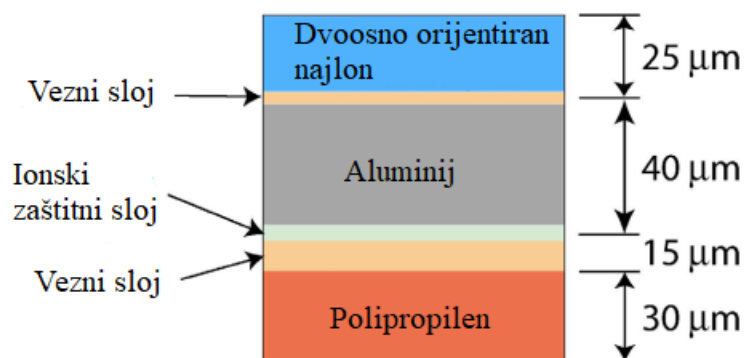 Dvoosno orijentiran
najlon
25 μm
Vezni sloj
Aluminij
40 μm
Ionski
zaštitni sloj
15 μm
Vezni sloj
Polipropilen
30 μm